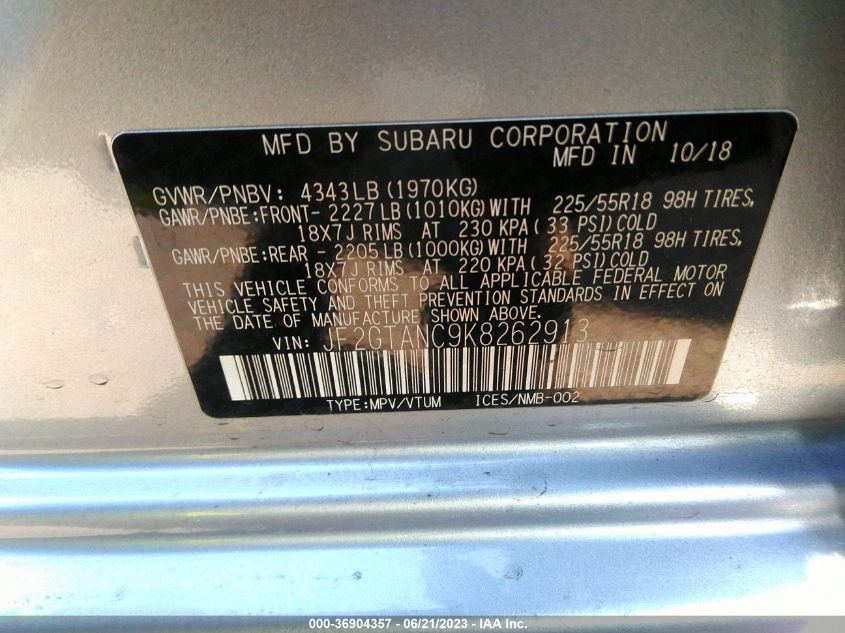 MFD BY SUBARU CORPORATION
MFD IN 10/18
GVWR/PNBV: 4343LB (1970KG)
GAWR/PNBE:FRONT- 2227LB (1010KG) WITH 225/55R18 98H TIRES,
18X7J RIMS AT 230 KPA( 33 PSI) COLD
GAWR/PNBE:REAR - 2205LB (1000KG) WITH 225/55R18 98H TIRES,
18X7J RIMS AT 220 KPA( 32 PSI) COLD
THIS VEHICLE CONFORMS TO ALL APPLICABLE FEDERAL MOTOR
VEHICLE SAFETY AND THEFT PREVENTION STANDARDS IN EFFECT ON
THE DATE OF MANUFACTURE SHOWN ABOVE.
VIN: JF2GTANC9K8262913
TYPE:MPV/VTUM ICES/NMB-002
000-36904357 - 06/21/2023 - © IAA Inc.